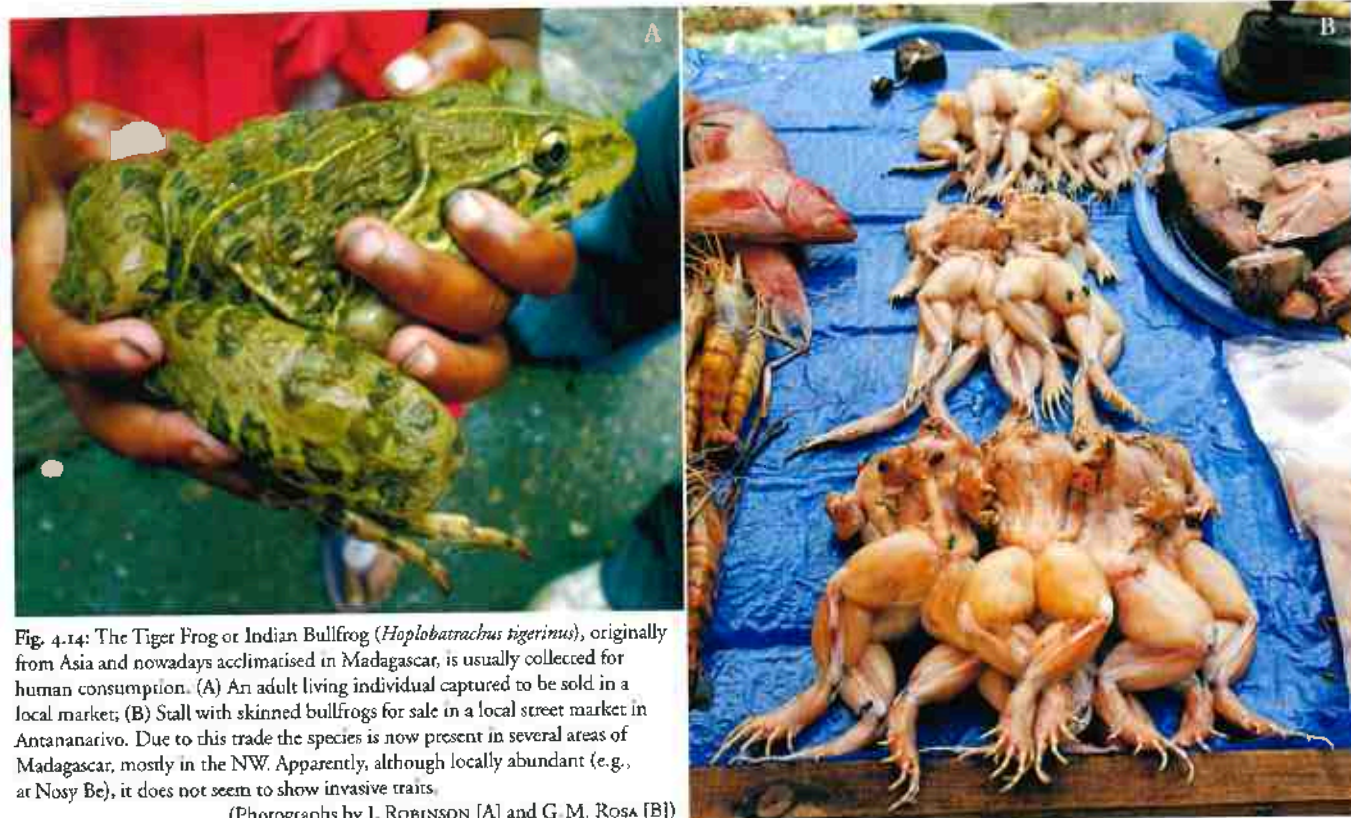 A
B
Fig. 4.14: The Tiger Frog or Indian Bullfrog (Hoplobatrachus tigerinus), originally
from Asia and nowadays acclimatised in Madagascar, is usually collected for
human consumption. (A) An adult living individual captured to be sold in a
local market; (B) Stall with skinned bullfrogs for sale in a local street market in
Antananarivo. Due to this trade the species is now present in several areas of
Madagascar, mostly in the NW. Apparently, although locally abundant (e.g.,
at Nosy Be), it does not seem to show invasive traits.
(Photographs by J. ROBINSON [A] and G.M. ROSA [B])